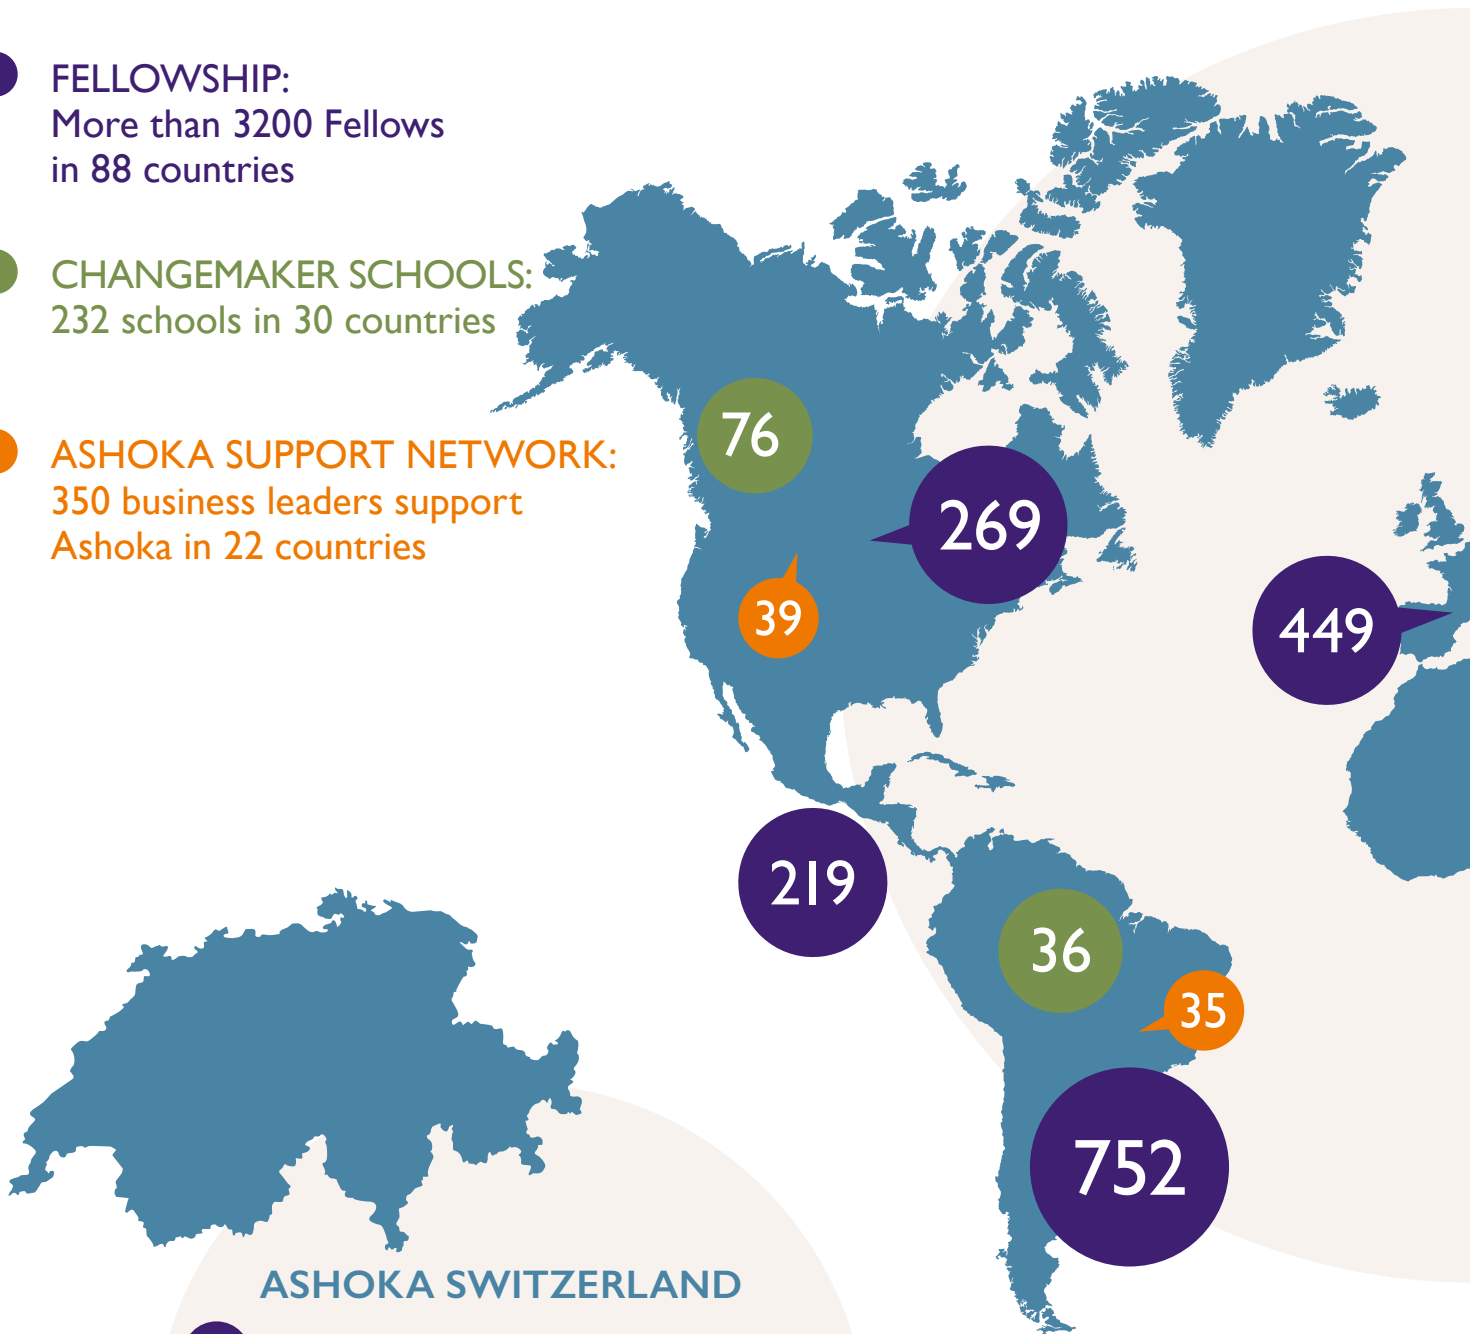 FELLOWSHIP:
More than 3200 Fellows
in 88 countries
CHANGEMAKER SCHOOLS:
232 schools in 30 countries
ASHOKA SUPPORT NETWORK:
350 business leaders support
Ashoka in 22 countries
76
269
39
449
219
36
35
752
ASHOKA SWITZERLAND